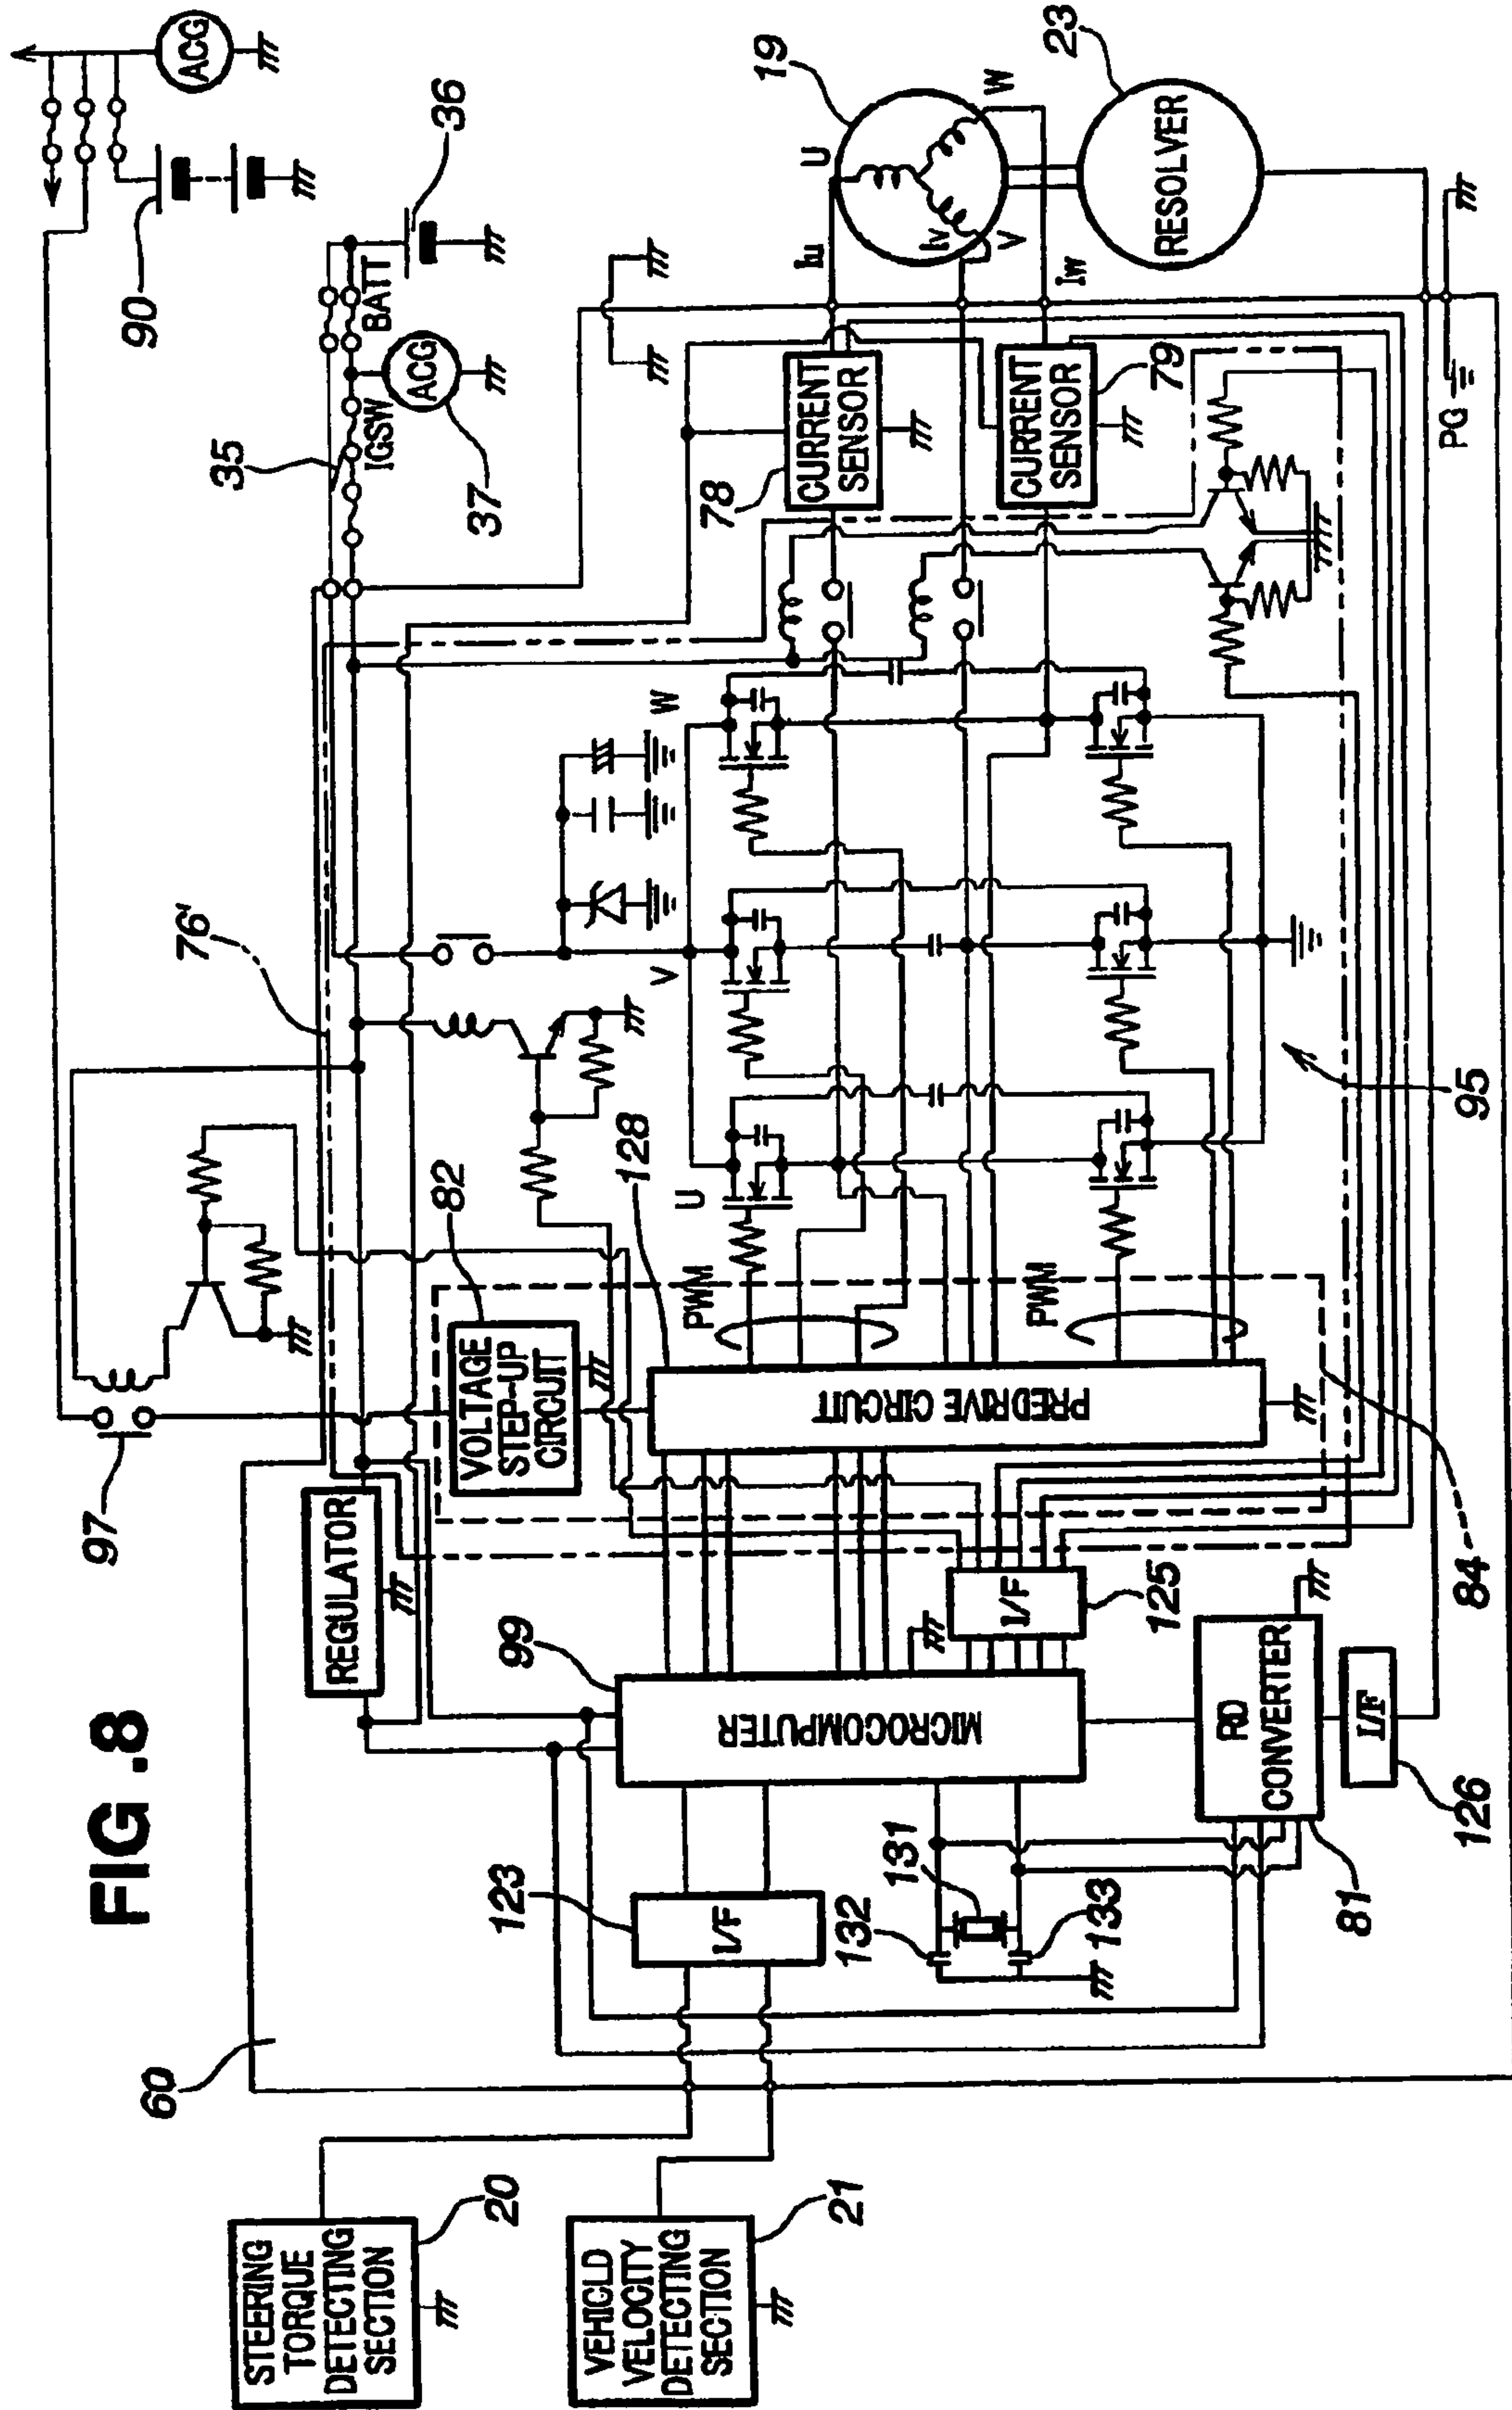 FIG.8
ACG
90
36
BATT
ACG
IGSW
35
37
76'
97
REGULATOR
82
VOLTAGE
STEP-UP
CIRCUIT
128
PREDRIVE CIRCUIT
PWM
PWM
U
V
W
95
84
78
CURRENT
SENSOR
CURRENT
SENSOR
79
Iu
Iv
Iw
U
V
W
19
23
RESOLVER
PG
99
MICROCOMPUTER
I/F
125
RD
CONVERTER
81
I/F
126
123
I/F
131
132
133
60
STEERING
TORQUE
DETECTING
SECTION
20
VEHICLD
VELOCITY
DETECTING
SECTION
21